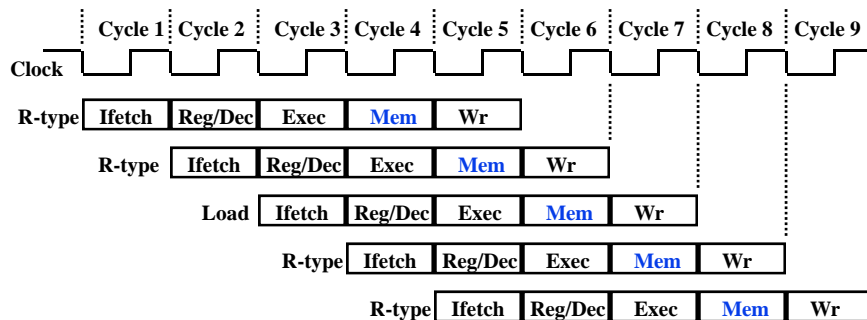 Cycle 1 Cycle 2 Cycle 3 Cycle 4 Cycle 5 Cycle 6 Cycle 7 Cycle 8 Cycle 9
Clock
R-type Ifetch Reg/Dec Exec Mem Wr
R-type Ifetch Reg/Dec Exec Mem Wr
Load Ifetch Reg/Dec Exec Mem Wr
R-type Ifetch Reg/Dec Exec Mem Wr
R-type Ifetch Reg/Dec Exec Mem Wr